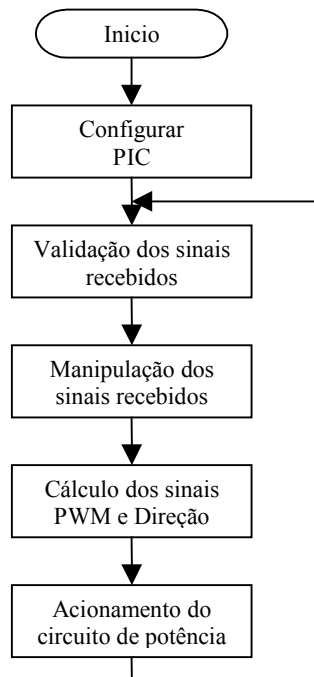 Inicio
Configurar
PIC
Validação dos sinais
recebidos
Manipulação dos
sinais recebidos
Cálculo dos sinais
PWM e Direção
Acionamento do
circuito de potência